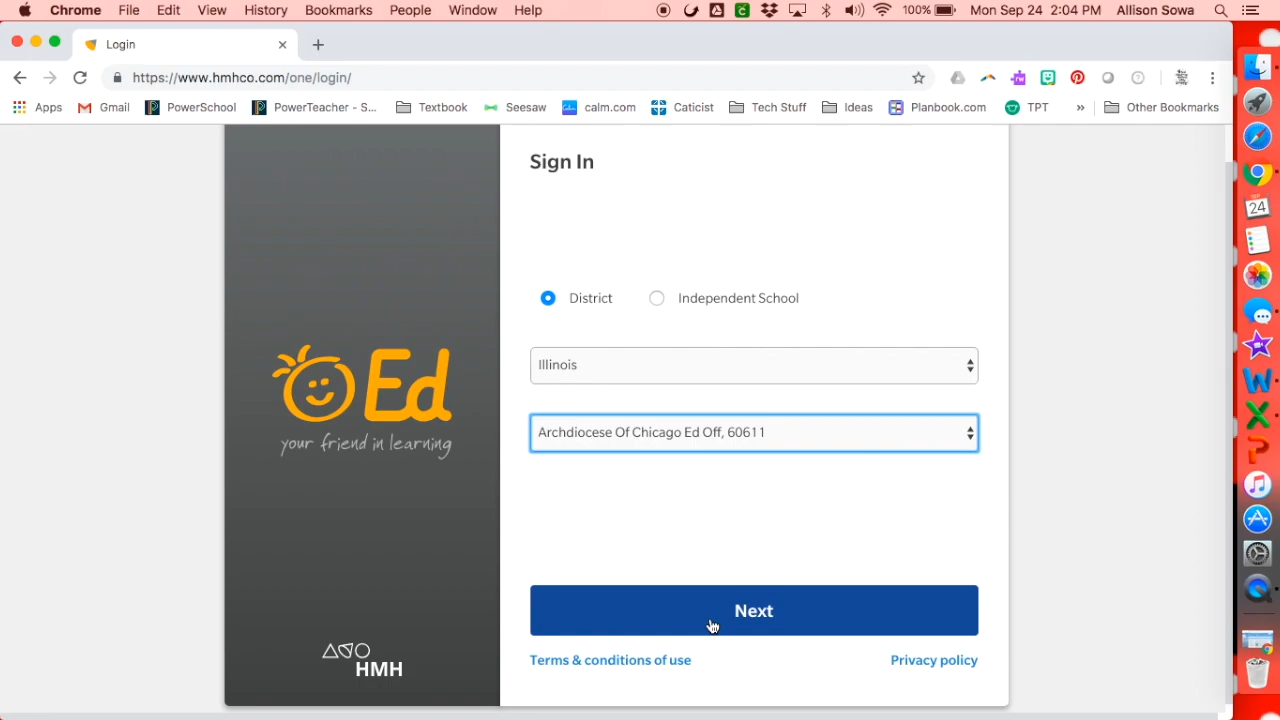 Chrome File Edit View History Bookmarks People Window Help 100% Mon Sep 24 2:04 PM Allison Sowa
Login
https://www.hmhco.com/one/login/
Apps Gmail PowerSchool PowerTeacher - S... Textbook Seesaw calm.com Caticist Tech Stuff Ideas Planbook.com TPT » Other Bookmarks
Sign In
District Independent School
Illinois
Archdiocese Of Chicago Ed Off, 60611
Ed
your friend in learning
Next
Terms & conditions of use Privacy policy
HMH
24